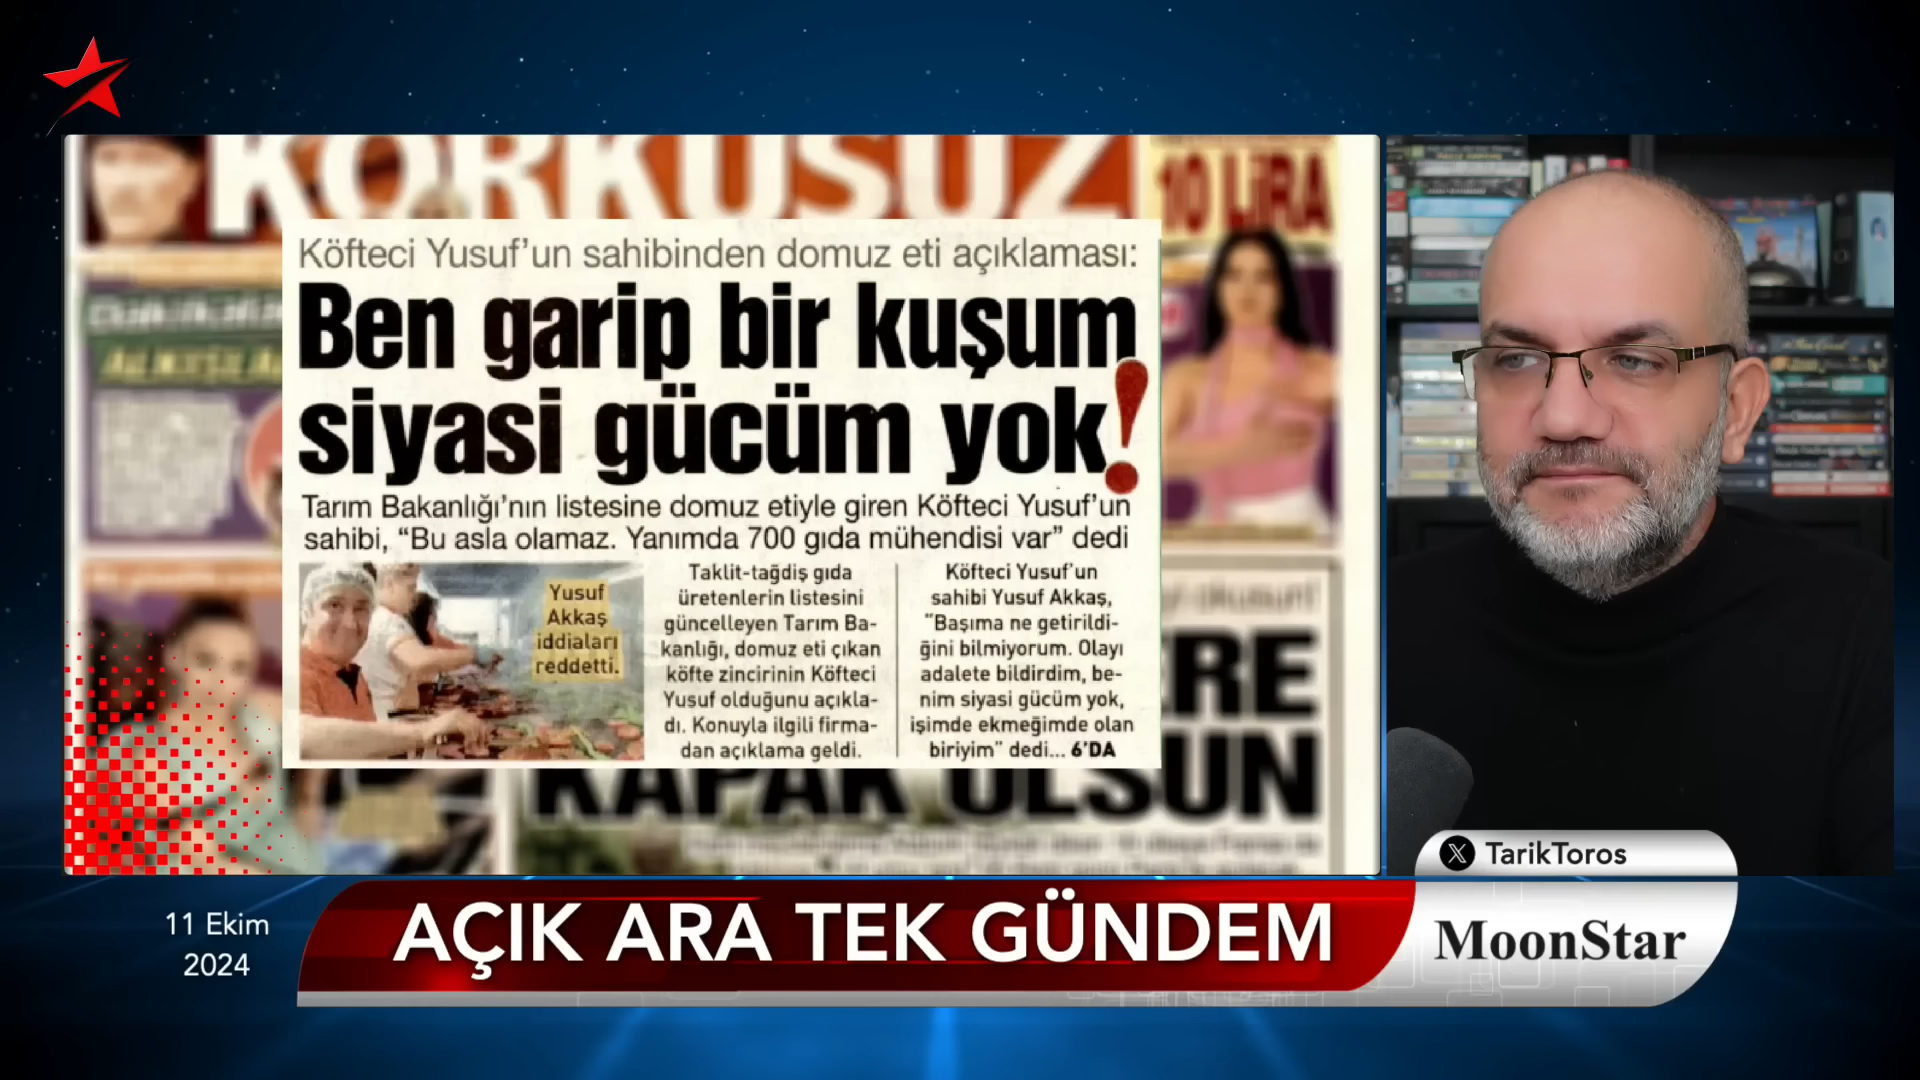 KORKUSUZ
10 LiRA
Köfteci Yusuf'un sahibinden domuz eti açıklaması:
Ben garip bir kuşum
siyasi gücüm yok!
Tarım Bakanlığı'nın listesine domuz etiyle giren Köfteci Yusuf'un
sahibi, “Bu asla olamaz. Yanımda 700 gıda mühendisi var” dedi
Yusuf
Akkaş
iddiaları
reddetti.
Taklit-tağdiş gıda
üretenlerin listesini
güncelleyen Tarım Ba-
kanlığı, domuz eti çıkan
köfte zincirinin Köfteci
Yusuf olduğunu açıkla-
dı. Konuyla ilgili firma-
dan açıklama geldi.
Köfteci Yusuf'un
sahibi Yusuf Akkaş,
"Başıma ne getirildi-
ğini bilmiyorum. Olayı
adalete bildirdim, be-
nim siyasi gücüm yok,
işimde ekmeğimde olan
biriyim" dedi... 6'DA
ERE
KAPAK OLSUN
X TarikToros
11 Ekim
2024
AÇIK ARA TEK GÜNDEM
MoonStar